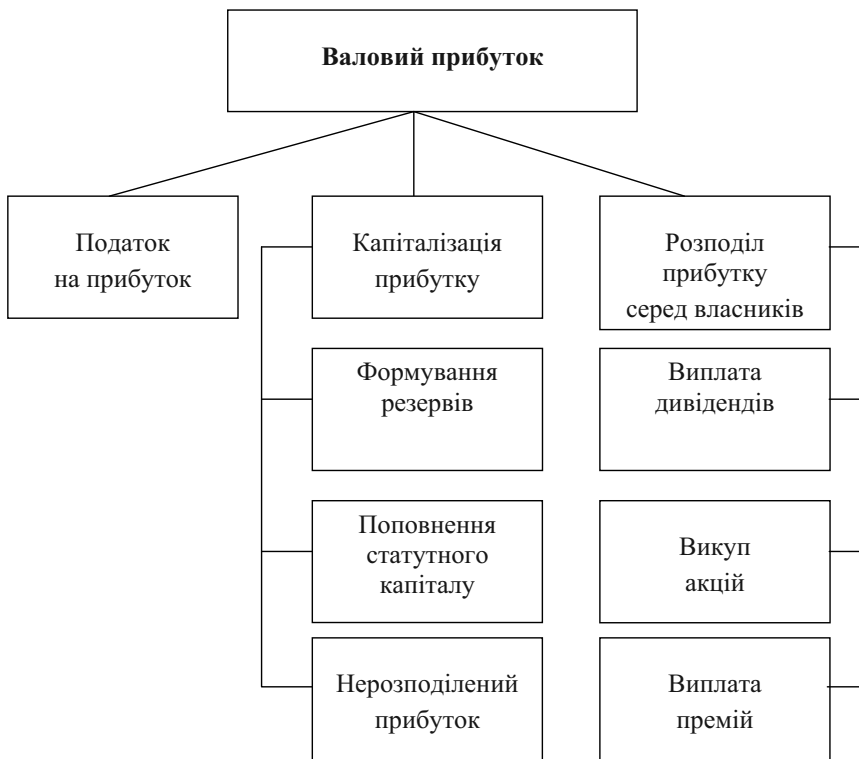 Валовий прибуток
Податок
на прибуток
Капіталізація
прибутку
Розподіл
прибутку
серед власників
Формування
резервів
Виплата
дивідендів
Поповнення
статутного
капіталу
Викуп
акцій
Нерозподілений
прибуток
Виплата
премій